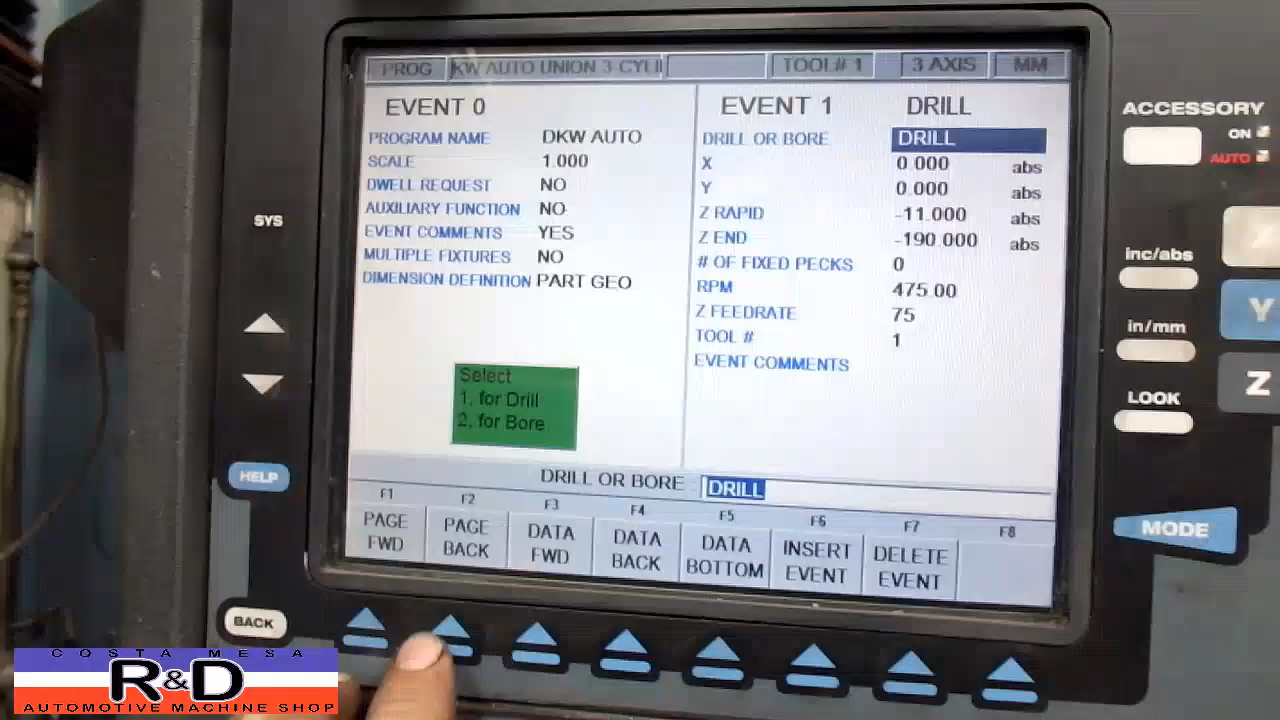 PROG KW AUTO UNION 3-CYLI TOOL# 1 3 AXIS MM
EVENT 0
PROGRAM NAME DKW AUTO
SCALE 1.000
DWELL REQUEST NO
AUXILIARY FUNCTION NO
EVENT COMMENTS YES
MULTIPLE FIXTURES NO
DIMENSION DEFINITION PART GEO
Select
1. for Drill
2. for Bore
EVENT 1 DRILL
DRILL OR BORE DRILL
X 0.000 abs
Y 0.000 abs
Z RAPID -11.000 abs
Z END -190.000 abs
# OF FIXED PECKS 0
RPM 475.00
Z FEEDRATE 75
TOOL # 1
EVENT COMMENTS
DRILL OR BORE DRILL
F1 F2 F3 F4 F5 F6 F7 F8
PAGE FWD
PAGE BACK
DATA FWD
DATA BACK
DATA BOTTOM
INSERT EVENT
DELETE EVENT
SYS
HELP
BACK
ACCESSORY
ON
AUTO
inc/abs
in/mm
LOOK
MODE
X
Y
Z
COSTA MESA
R&D
AUTOMOTIVE MACHINE SHOP